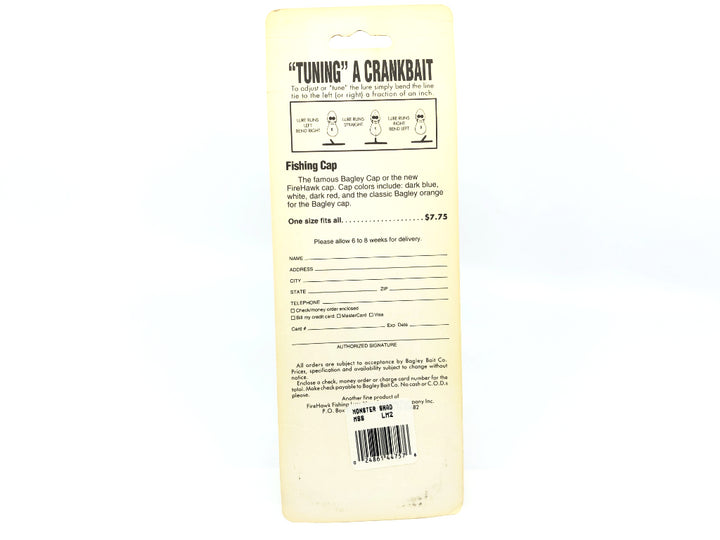 "TUNING" A CRANKBAIT
To adjust or "tune" the lure simply bend the line
tie to the left (or right) a fraction of an inch.
LURE RUNS
LEFT
BEND RIGHT
LURE RUNS
STRAIGHT
LURE RUNS
RIGHT
BEND LEFT
Fishing Cap
The famous Bagley Cap or the new
FireHawk cap. Cap colors include: dark blue,
white, dark red, and the classic Bagley orange
for the Bagley cap.
One size fits all.....................$7.75
Please allow 6 to 8 weeks for delivery.
NAME
ADDRESS
CITY
STATE ZIP
TELEPHONE
Check/money order enclosed
Bill my credit card MasterCard Visa
Card # Exp Date
AUTHORIZED SIGNATURE
All orders are subject to acceptance by Bagley Bait Co.
Prices, specification and availability subject to change without
notice.
Enclose a check, money order or charge card number for the
total. Make check payable to Bagley Bait Co. No cash or C.O.D.s
please.
Another fine product of
FireHawk Fishing company Inc.
P.O. Box 82
MONSTER SHAD
LM2
0 24861 44757 8